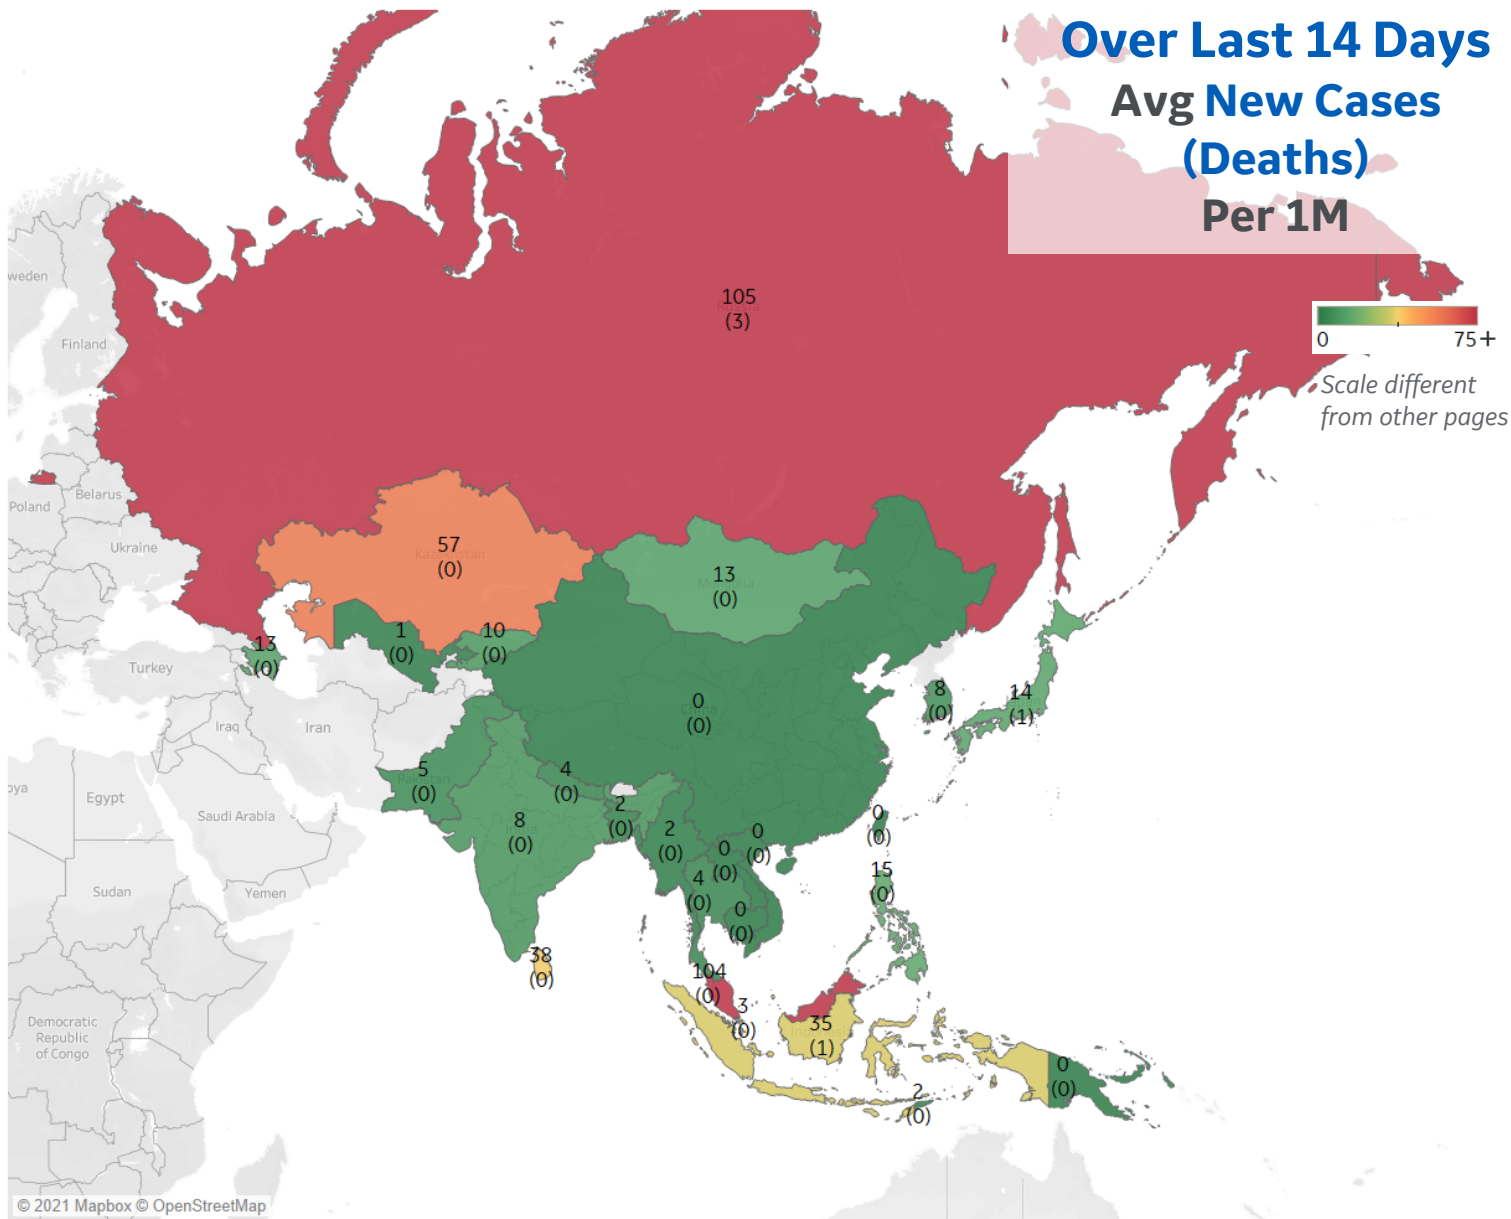 Over Last 14 Days
Avg New Cases
(Deaths)
Per 1M
0
75+
Scale different
from other pages
105
(3)
weden
Finland
Belarus
Poland
Ukraine
57
(0)
13
(0)
1
(0)
10
(0)
13
(0)
Turkey
Iraq
Iran
0
(0)
8
(0)
14
(1)
5
(0)
4
(0)
2
(0)
8
(0)
2
(0)
0
(0)
0
(0)
0
(0)
4
(0)
0
(0)
15
(0)
oya
Egypt
Saudi Arabia
Sudan
Yemen
38
(0)
104
(0)
3
(0)
35
(1)
2
(0)
0
(0)
Democratic
Republic
of Congo
© 2021 Mapbox © OpenStreetMap